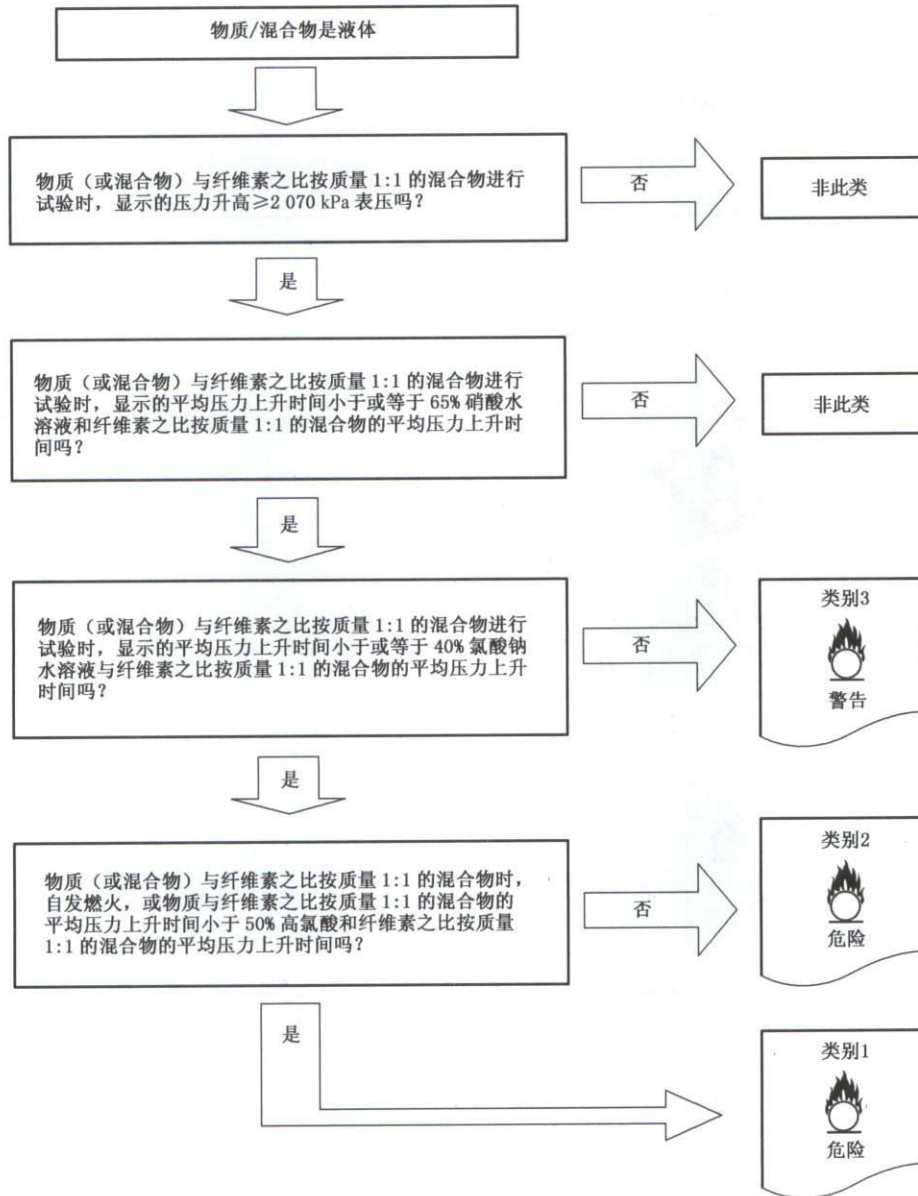 物质/混合物是液体
物质（或混合物）与纤维素之比按质量 1:1 的混合物进行
试验时，显示的压力升高≥2 070 kPa 表压吗？
否
非此类
是
物质（或混合物）与纤维素之比按质量 1:1 的混合物进行
试验时，显示的平均压力上升时间小于或等于 65% 硝酸水
溶液和纤维素之比按质量 1:1 的混合物的平均压力上升时
间吗？
否
非此类
是
物质（或混合物）与纤维素之比按质量 1:1 的混合物进行
试验时，显示的平均压力上升时间小于或等于 40% 氯酸钠
水溶液与纤维素之比按质量 1:1 的混合物的平均压力上升
时间吗？
否
类别3
警告
是
物质（或混合物）与纤维素之比按质量 1:1 的混合物时，
自发燃火，或物质与纤维素之比按质量 1:1 的混合物的
平均压力上升时间小于 50% 高氯酸和纤维素之比按质量
1:1 的混合物的平均压力上升时间吗？
否
类别2
危险
是
类别1
危险